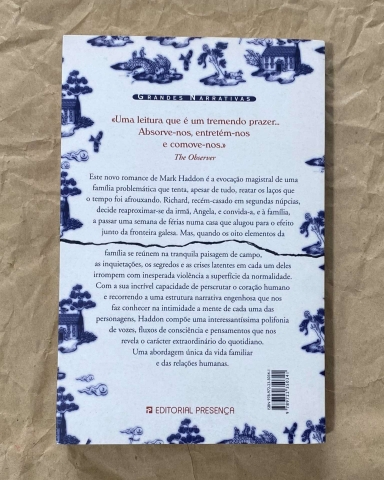 GRANDES NARRATIVAS
«Uma leitura que é um tremendo prazer...
Absorve-nos, entretém-nos
e comove-nos.»
The Observer
Este novo romance de Mark Haddon é a evocação magistral de uma
família problemática que tenta, apesar de tudo, reatar os laços que
o tempo foi afrouxando. Richard, recém-casado em segundas núpcias,
decide reaproximar-se da irmã, Angela, e convida-a, e à família,
a passar uma semana de férias numa casa que alugou para o efeito
junto da fronteira galesa. Mas, quando os oito elementos da
família se reúnem na tranquila paisagem de campo,
as inquietações, os segredos e as crises latentes em cada um deles
irrompem com inesperada violência à superfície da normalidade.
Com a sua incrível capacidade de perscrutar o coração humano
e recorrendo a uma estrutura narrativa engenhosa que nos
faz conhecer na intimidade a mente de cada uma das
personagens, Haddon compõe uma interessantíssima polifonia
de vozes, fluxos de consciência e pensamentos que nos
revela o carácter extraordinário do quotidiano.
Uma abordagem única da vida familiar
e das relações humanas.
EDITORIAL PRESENÇA